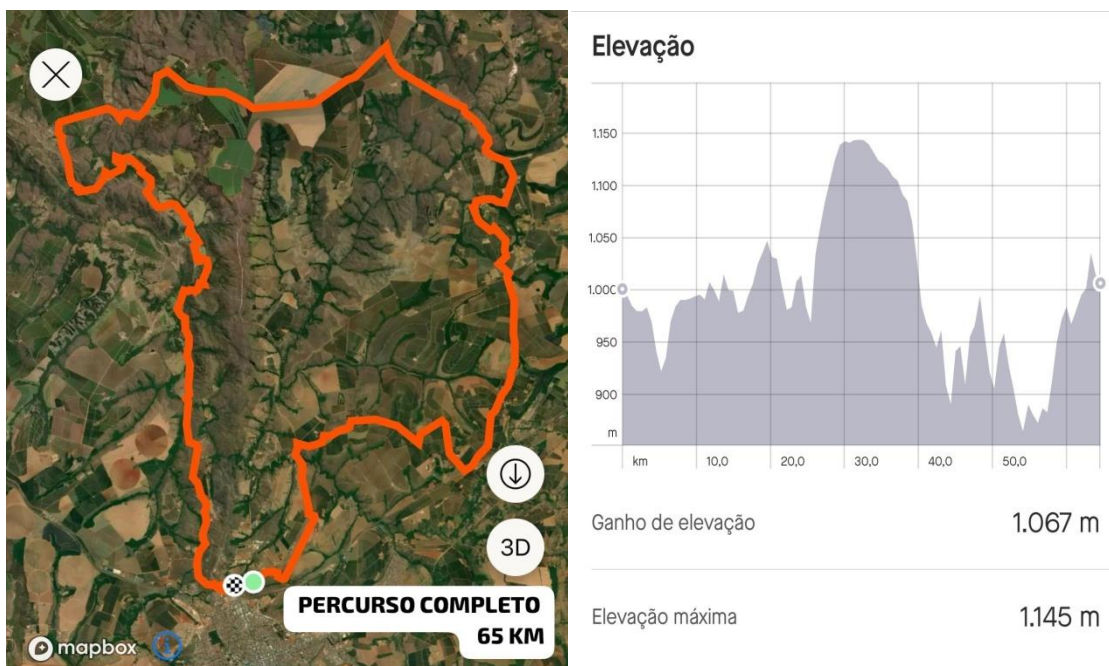 3D
PERCURSO COMPLETO
65 KM
mapbox
Elevação
1.150
1.100
1.050
1.000
950
900
m
km 10,0 20,0 30,0 40,0 50,0
Ganho de elevação 1.067 m
Elevação máxima 1.145 m